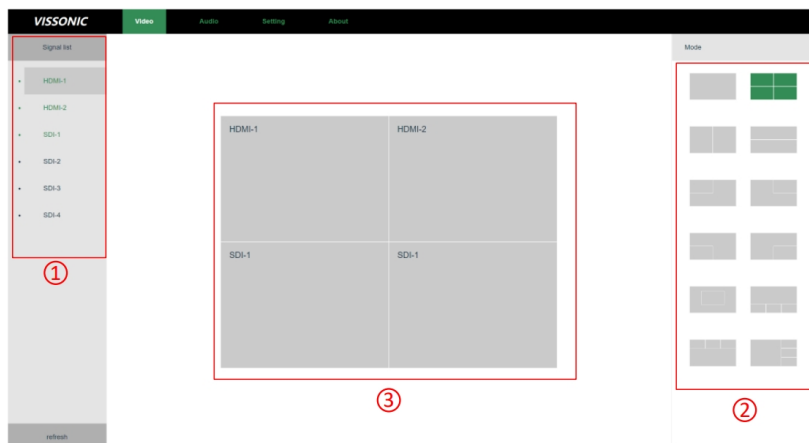 VISSONIC Video Audio Setting About
Signal list
HDMI-1
HDMI-2
SDI-1
SDI-2
SDI-3
SDI-4
①
refresh
HDMI-1 HDMI-2
SDI-1 SDI-1
③
Mode
②